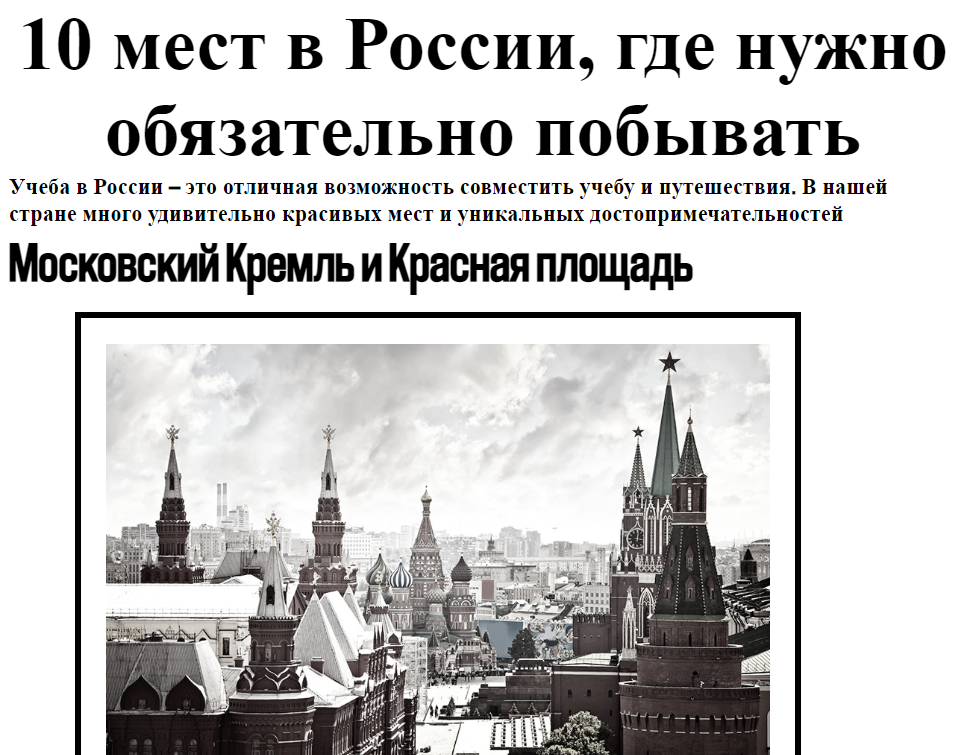 10 мест в России, где нужно
обязательно побывать
Учеба в России – это отличная возможность совместить учебу и путешествия. В нашей
стране много удивительно красивых мест и уникальных достопримечательностей
Московский Кремль и Красная площадь